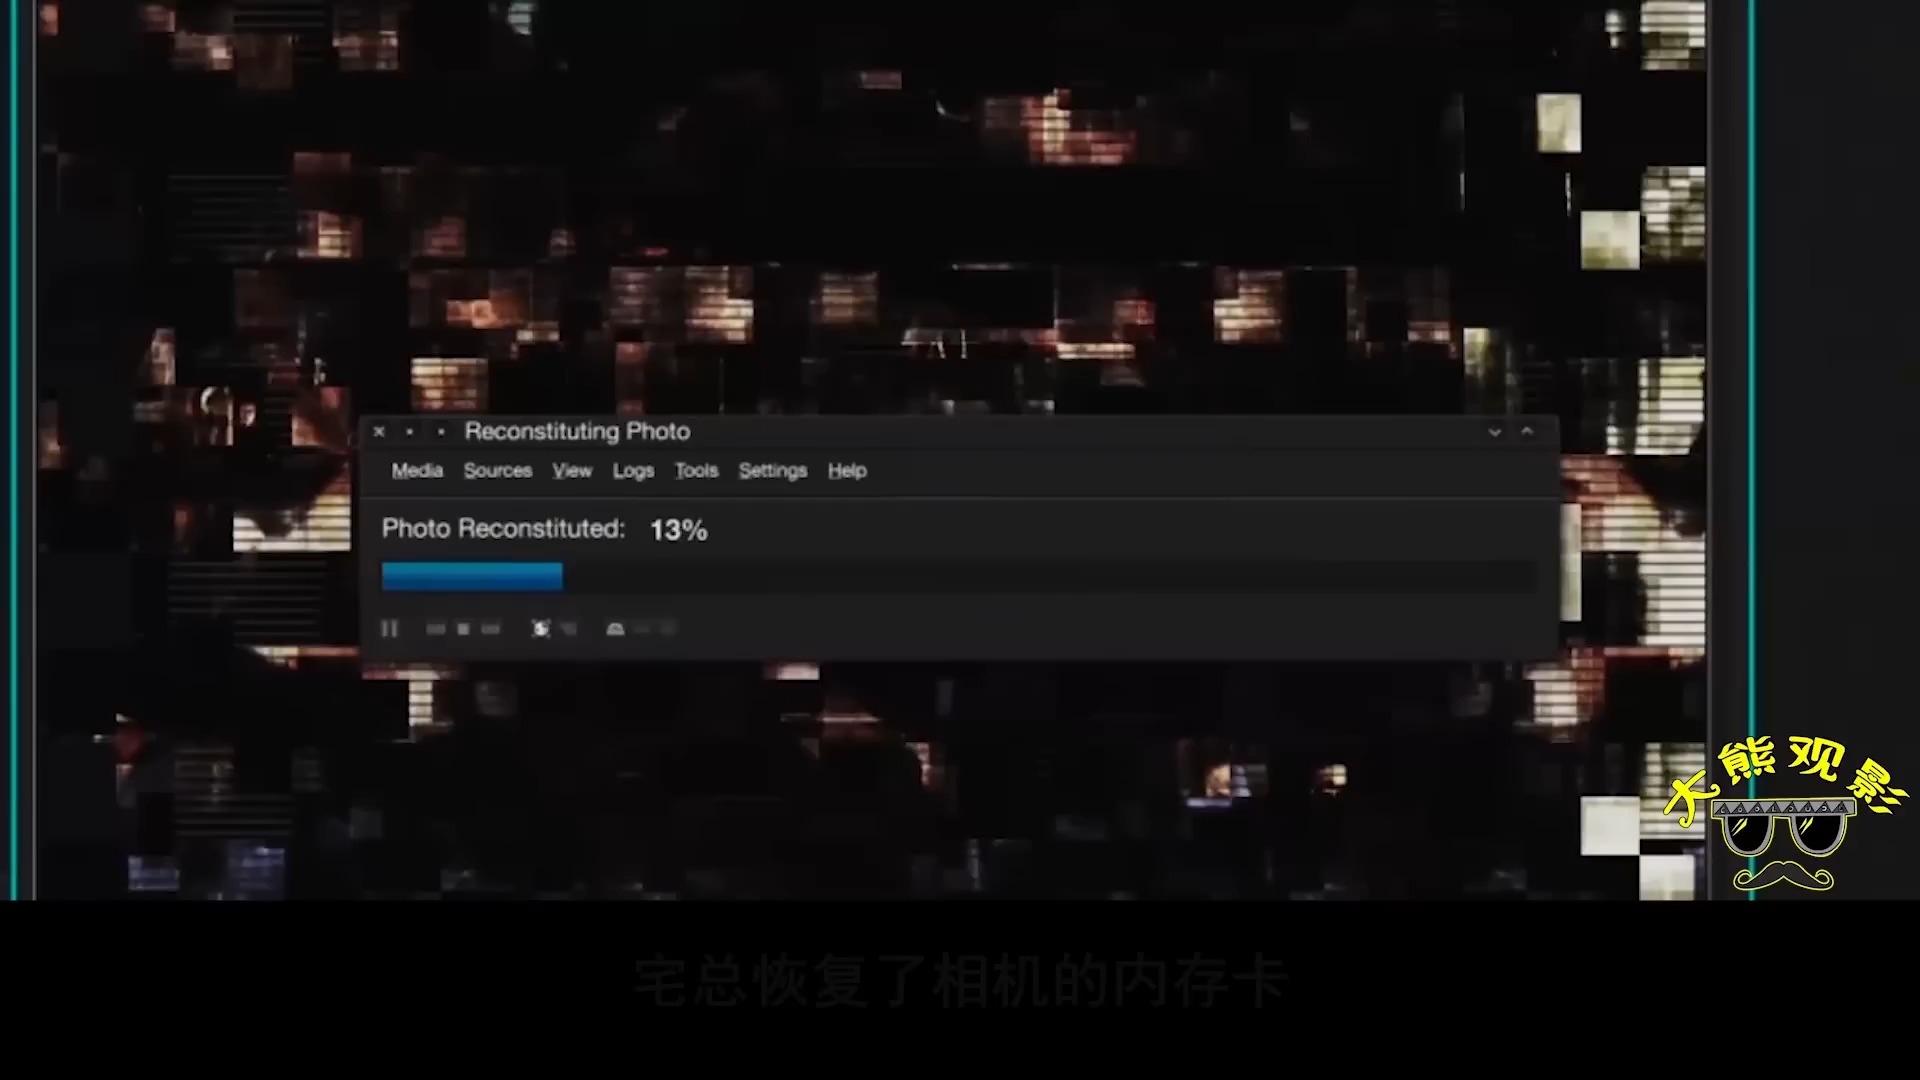 Reconstituting Photo
Media Sources View Logs Tools Settings Help
Photo Reconstituted: 13%
大熊观影
宅总恢复了相机的内存卡